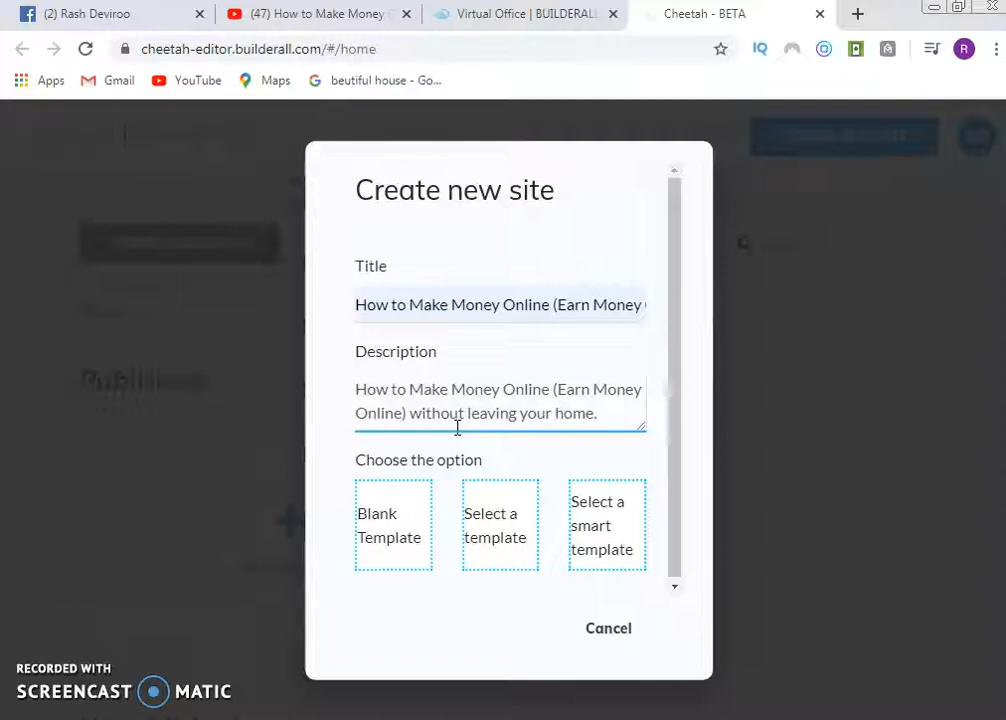 (2) Rash Deviroo
(47) How to Make Money
Virtual Office | BUILDERALL
Cheetah - BETA
cheetah-editor.builderall.com/#/home
Apps
Gmail
YouTube
Maps
beutiful house - Go...
IQ
R
Create new site
Title
How to Make Money Online (Earn Money
Description
How to Make Money Online (Earn Money
Online) without leaving your home.
Choose the option
Blank
Template
Select a
template
Select a
smart
template
Cancel
RECORDED WITH
SCREENCAST MATIC